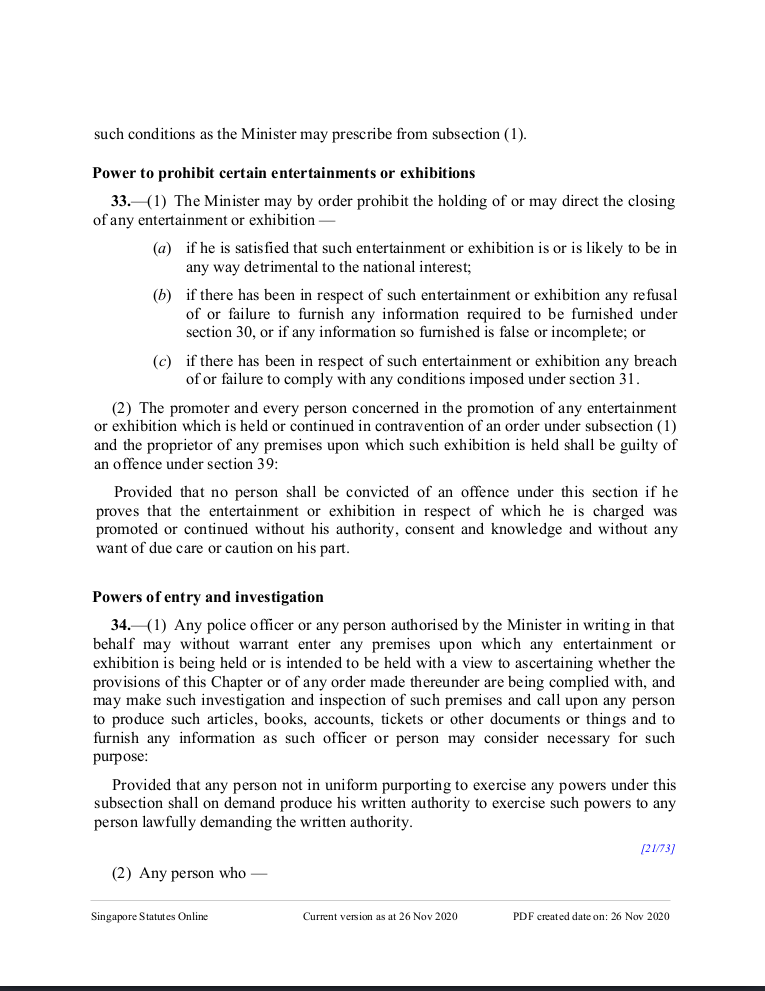 such conditions as the Minister may prescribe from subsection (1).
Power to prohibit certain entertainments or exhibitions
33.—(1) The Minister may by order prohibit the holding of or may direct the closing
of any entertainment or exhibition —
(a) if he is satisfied that such entertainment or exhibition is or is likely to be in
any way detrimental to the national interest;
(b) if there has been in respect of such entertainment or exhibition any refusal
of or failure to furnish any information required to be furnished under
section 30, or if any information so furnished is false or incomplete; or
(c) if there has been in respect of such entertainment or exhibition any breach
of or failure to comply with any conditions imposed under section 31.
(2) The promoter and every person concerned in the promotion of any entertainment
or exhibition which is held or continued in contravention of an order under subsection (1)
and the proprietor of any premises upon which such exhibition is held shall be guilty of
an offence under section 39:
Provided that no person shall be convicted of an offence under this section if he
proves that the entertainment or exhibition in respect of which he is charged was
promoted or continued without his authority, consent and knowledge and without any
want of due care or caution on his part.
Powers of entry and investigation
34.—(1) Any police officer or any person authorised by the Minister in writing in that
behalf may without warrant enter any premises upon which any entertainment or
exhibition is being held or is intended to be held with a view to ascertaining whether the
provisions of this Chapter or of any order made thereunder are being complied with, and
may make such investigation and inspection of such premises and call upon any person
to produce such articles, books, accounts, tickets or other documents or things and to
furnish any information as such officer or person may consider necessary for such
purpose:
Provided that any person not in uniform purporting to exercise any powers under this
subsection shall on demand produce his written authority to exercise such powers to any
person lawfully demanding the written authority.
[21/73]
(2) Any person who —
Singapore Statutes Online Current version as at 26 Nov 2020 PDF created date on: 26 Nov 2020